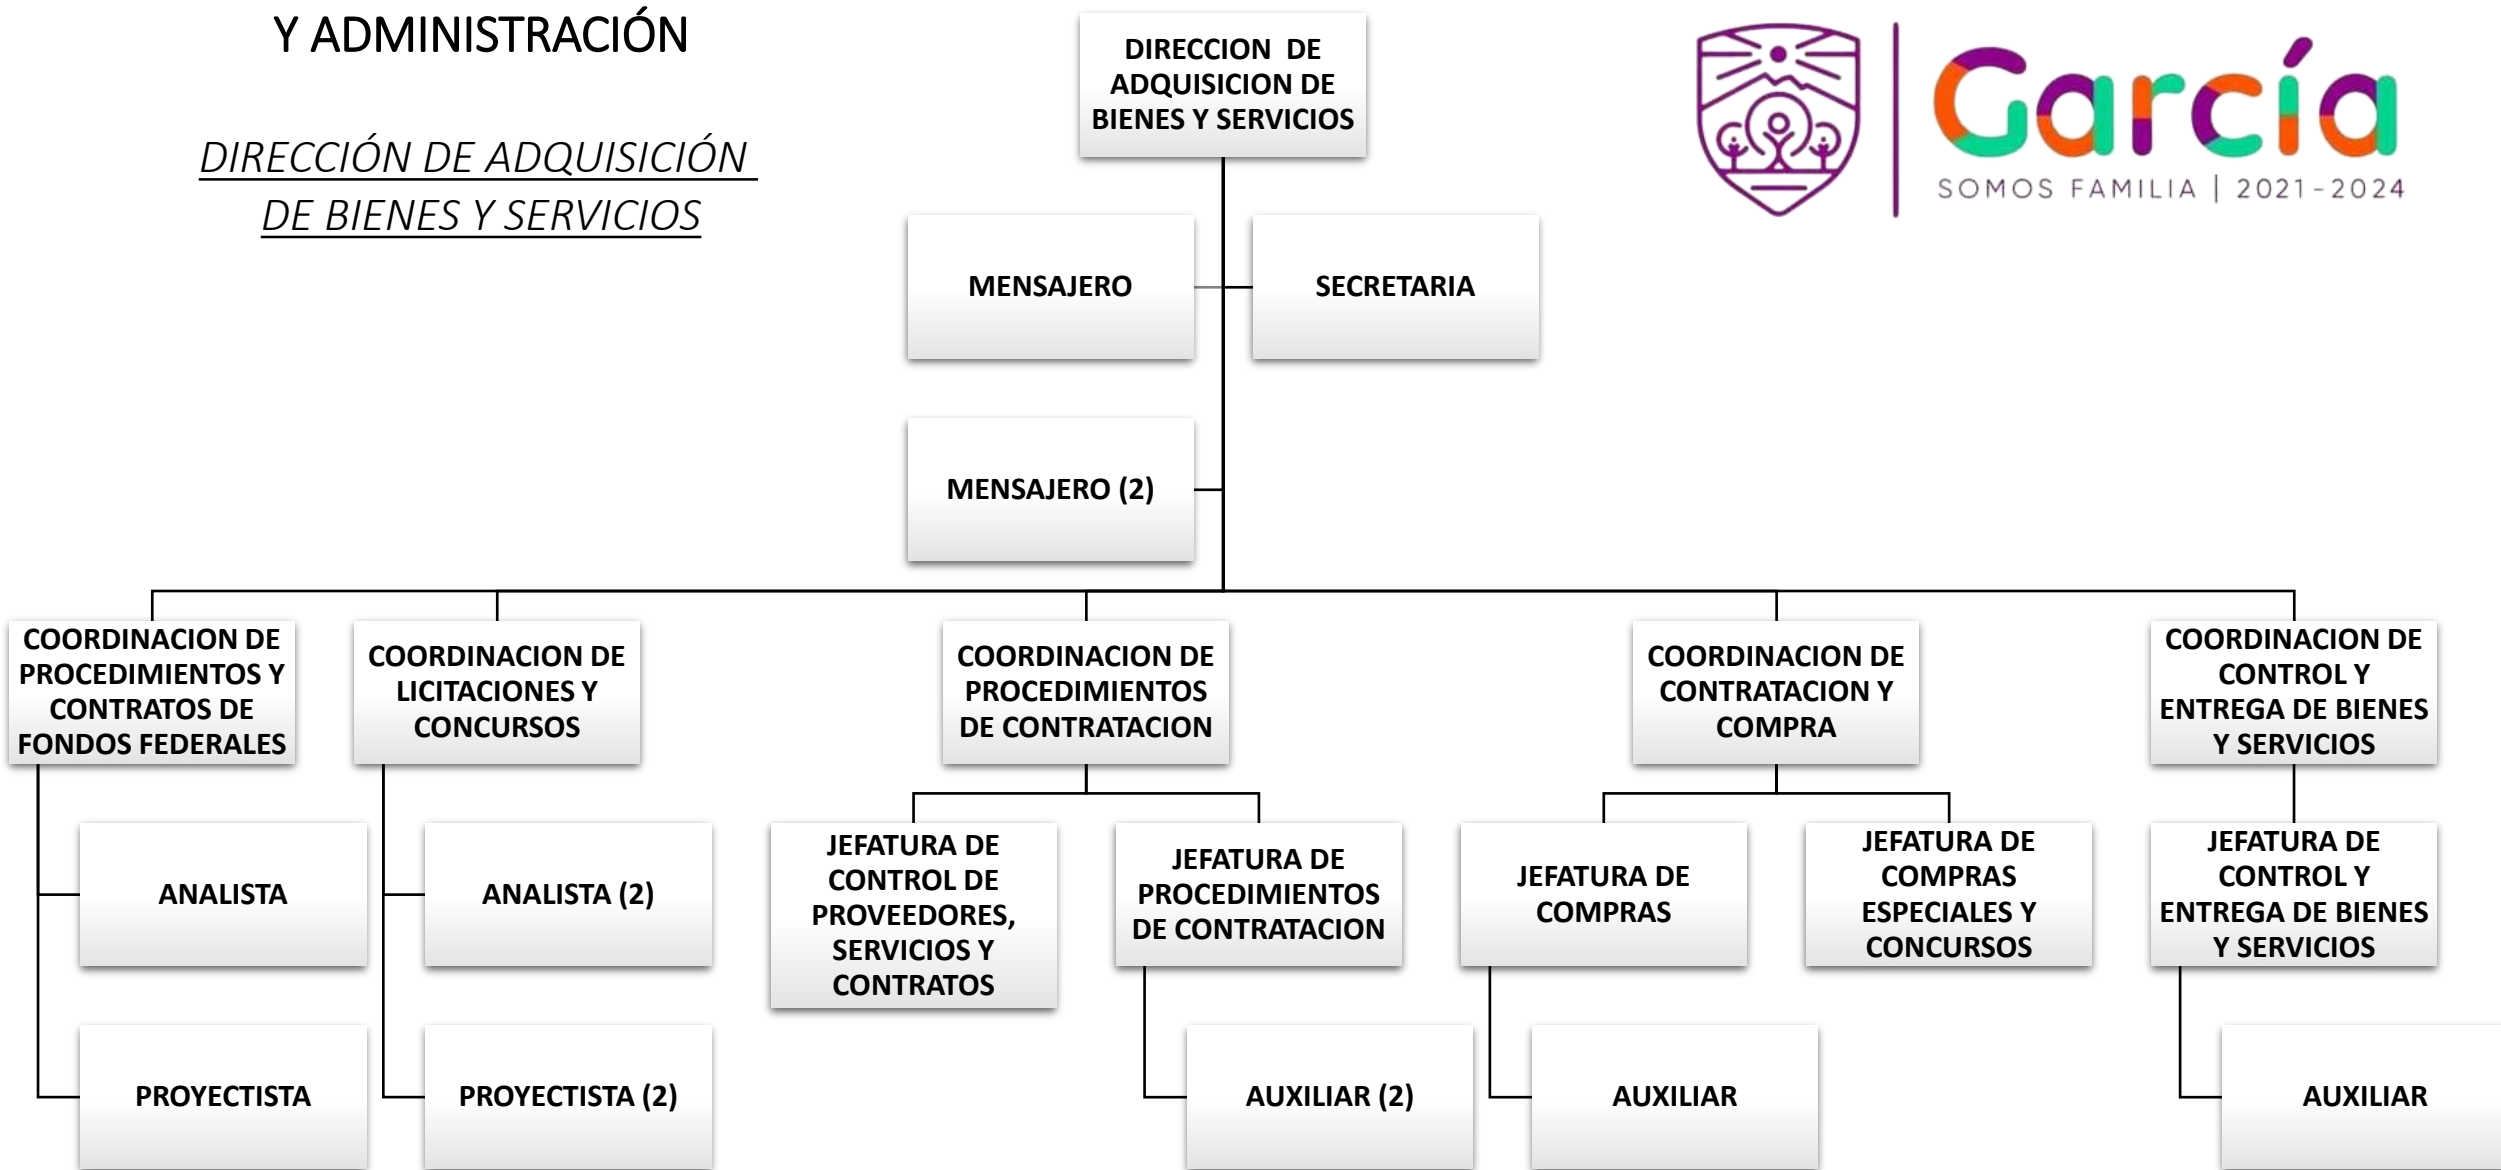 Y ADMINISTRACIÓN
DIRECCIÓN DE ADQUISICIÓN
DE BIENES Y SERVICIOS
DIRECCION DE
ADQUISICION DE
BIENES Y SERVICIOS
García
SOMOS FAMILIA | 2021-2024
MENSAJERO
SECRETARIA
MENSAJERO (2)
COORDINACION DE
PROCEDIMIENTOS Y
CONTRATOS DE
FONDOS FEDERALES
COORDINACION DE
LICITACIONES Y
CONCURSOS
COORDINACION DE
PROCEDIMIENTOS
DE CONTRATACION
COORDINACION DE
CONTRATACION Y
COMPRA
COORDINACION DE
CONTROL Y
ENTREGA DE BIENES
Y SERVICIOS
ANALISTA
ANALISTA (2)
JEFATURA DE
CONTROL DE
PROVEEDORES,
SERVICIOS Y
CONTRATOS
JEFATURA DE
PROCEDIMIENTOS
DE CONTRATACION
JEFATURA DE
COMPRAS
JEFATURA DE
COMPRAS
ESPECIALES Y
CONCURSOS
JEFATURA DE
CONTROL Y
ENTREGA DE BIENES
Y SERVICIOS
PROYECTISTA
PROYECTISTA (2)
AUXILIAR (2)
AUXILIAR
AUXILIAR